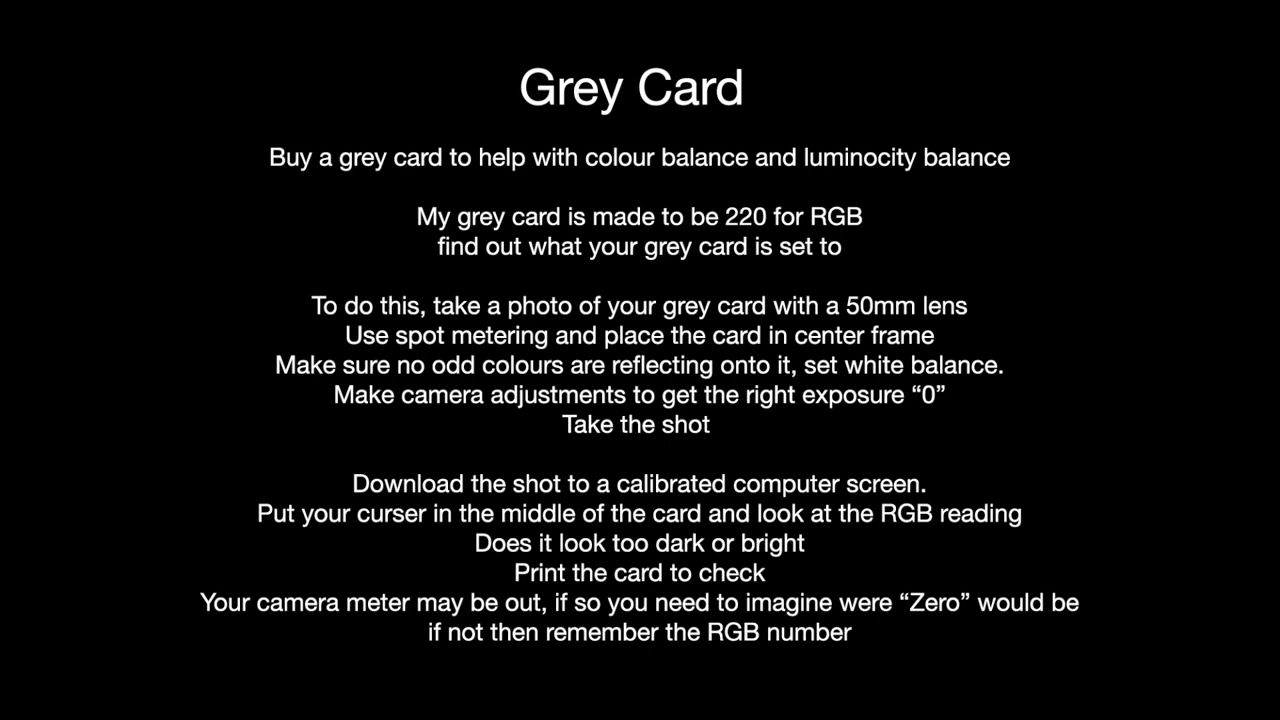 Grey Card
Buy a grey card to help with colour balance and luminocity balance
My grey card is made to be 220 for RGB
find out what your grey card is set to
To do this, take a photo of your grey card with a 50mm lens
Use spot metering and place the card in center frame
Make sure no odd colours are reflecting onto it, set white balance.
Make camera adjustments to get the right exposure “0”
Take the shot
Download the shot to a calibrated computer screen.
Put your curser in the middle of the card and look at the RGB reading
Does it look too dark or bright
Print the card to check
Your camera meter may be out, if so you need to imagine were “Zero” would be
if not then remember the RGB number